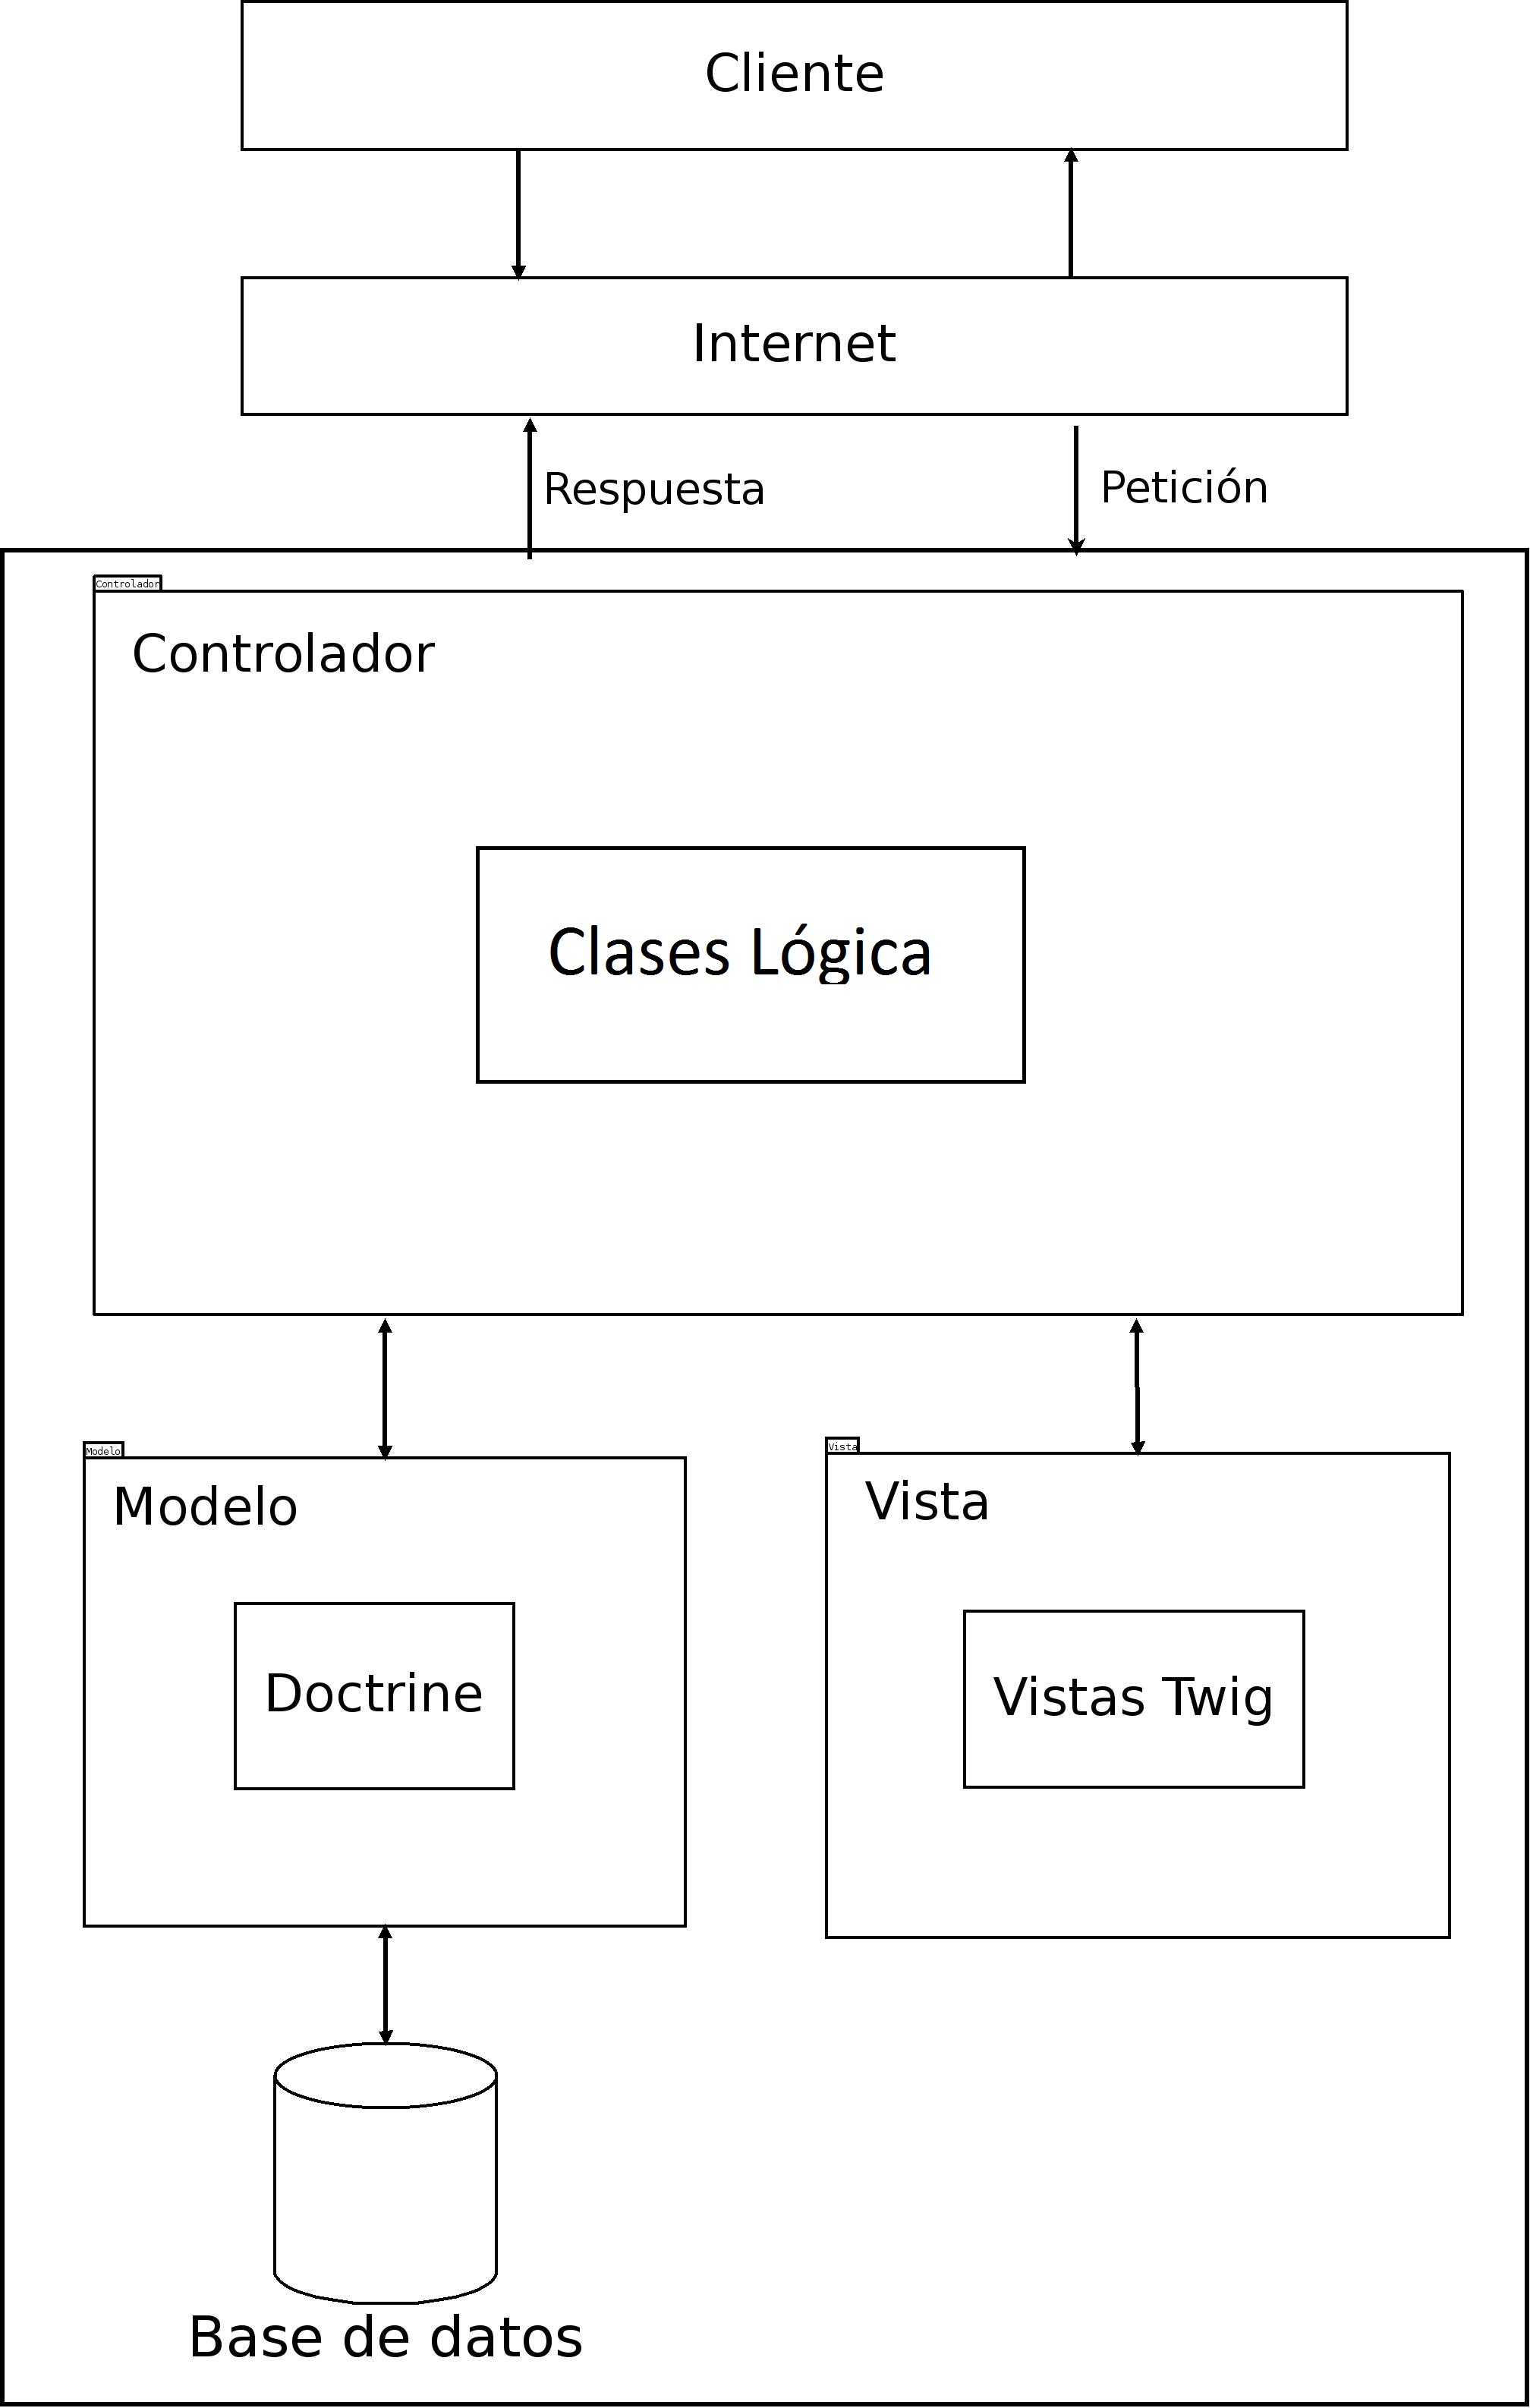 Cliente
Internet
Respuesta
Petición
Controlador
Controlador
Clases Lógica
Modelo
Modelo
Vista
Vista
Doctrine
Vistas Twig
Base de datos